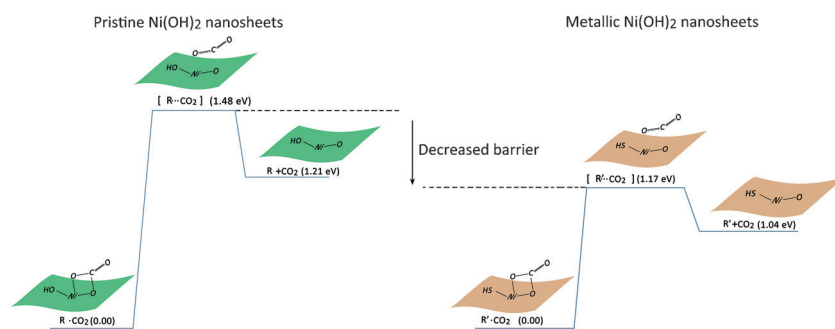 Pristine Ni(OH)2 nanosheets
Metallic Ni(OH)2 nanosheets
O C O
HO Ni O
[ R···CO2 ] (1.48 eV)
HO Ni O
R +CO2 (1.21 eV)
Decreased barrier
O C O
HS Ni O
[ R'···CO2 ] (1.17 eV)
HS Ni O
R'+CO2 (1.04 eV)
O C O
HO Ni O
R ·CO2 (0.00)
O C O
HS Ni O
R'·CO2 (0.00)